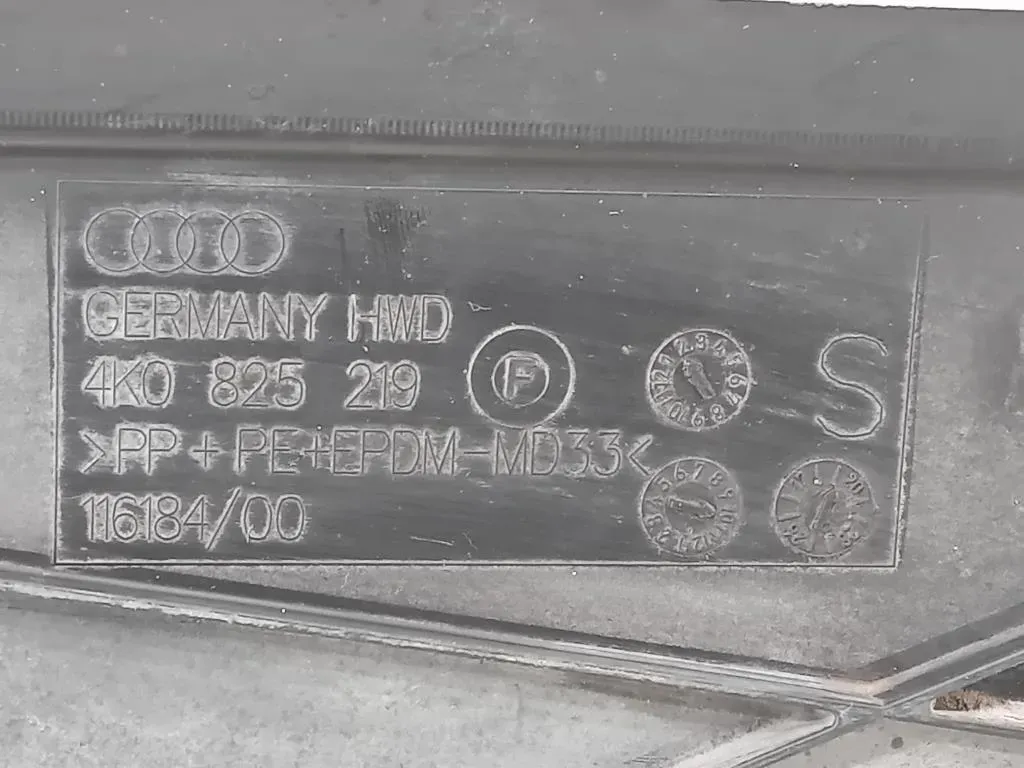 GERMANY HWD
4K0 825 219
F
S
>PP+PE+EPDM-MD33<
116184/00